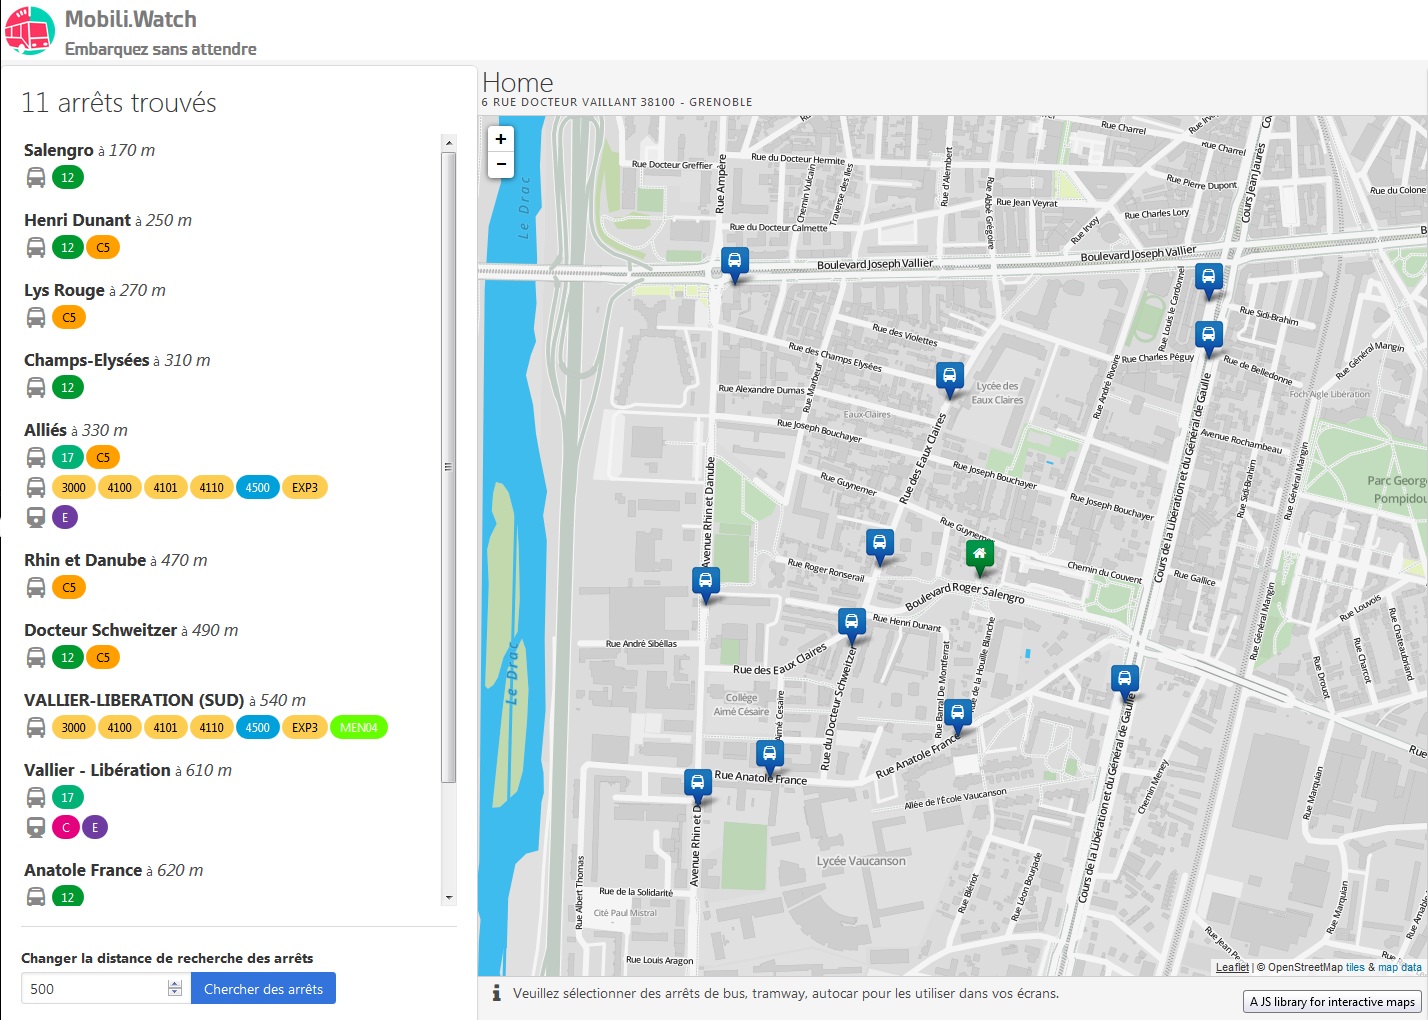 Mobili.Watch
Embarquez sans attendre
11 arrêts trouvés
Salengro à 170 m
12
Henri Dunant à 250 m
12 C5
Lys Rouge à 270 m
C5
Champs-Elysées à 310 m
12
Alliés à 330 m
17 C5
3000 4100 4101 4110 4500 EXP3
E
Rhin et Danube à 470 m
C5
Docteur Schweitzer à 490 m
12 C5
VALLIER-LIBERATION (SUD) à 540 m
3000 4100 4101 4110 4500 EXP3 MEN04
Vallier - Libération à 610 m
17
C E
Anatole France à 620 m
12
Changer la distance de recherche des arrêts
500
Chercher des arrêts
Home
6 RUE DOCTEUR VAILLANT 38100 - GRENOBLE
+
−
Le Drac
Rue Docteur Greffier
Rue Ampère
Rue du Docteur Hermite
Chemin Vulcain
Traverse des Iles
Rue du Docteur Calmette
Rue d'Alembert
Rue Abbé Grégoire
Rue Jean Veyrat
Rue Irvoy
Rue Charrel
Rue Charrel
Rue Pierre Dupont
Rue Charles Lory
Cours Jean Jaurès
Rue du Colone
Boulevard Joseph Vallier
Boulevard Joseph Vallier
Rue Louis le Cardonnel
Rue Sidi-Brahim
Rue Charles Péguy
Rue de Belledonne
Rue Général Mangin
Foch Aigle Libération
Rue des Violettes
Rue des Champs Elysées
Rue Marbeuf
Rue Alexandre Dumas
Lycée des
Eaux Claires
Eaux-Claires
Rue Joseph Bouchayer
Rue des Eaux Claires
Rue André Rivoire
Cours de la Libération et du Général de Gaulle
Avenue Rochambeau
Rue Sidi-Brahim
Rue Général Mangin
Parc George
Pompidou
Rue Joseph Bouchayer
Rue Joseph Bouchayer
Rue Guynemer
Rue Guynemer
Avenue Rhin et Danube
Rue Roger Ronserail
Boulevard Roger Salengro
Chemin du Couvent
Rue Gallice
Rue Général Mangin
Rue Louvois
Rue Chateaubriand
Rue Charcot
Rue Drouot
Rue Henri Dunant
Rue André Sibéllas
Rue des Eaux Claires
Le Drac
Collège
Aimé Césaire
Aimé Cesaire
Rue du Docteur Schweitzer
Rue Barral De Montferrat
Rue de la Houille Blanche
Rue Anatole France
Rue Anatole France
Allée de l'École Vaucanson
Chemin Meney
Cours de la Libération et du Général de Gaulle
Rue Marquian
Rue Marquian
Avenue Rhin et D
Lycée Vaucanson
Rue Albert Thomas
Rue de la Solidarité
Cité Paul Mistral
Rue Louis Aragon
Rue Blériot
Rue Léon Bourjade
Rue Jean Pe
Leaflet | © OpenStreetMap tiles & map data
Veuillez sélectionner des arrêts de bus, tramway, autocar pour les utiliser dans vos écrans.
A JS library for interactive maps